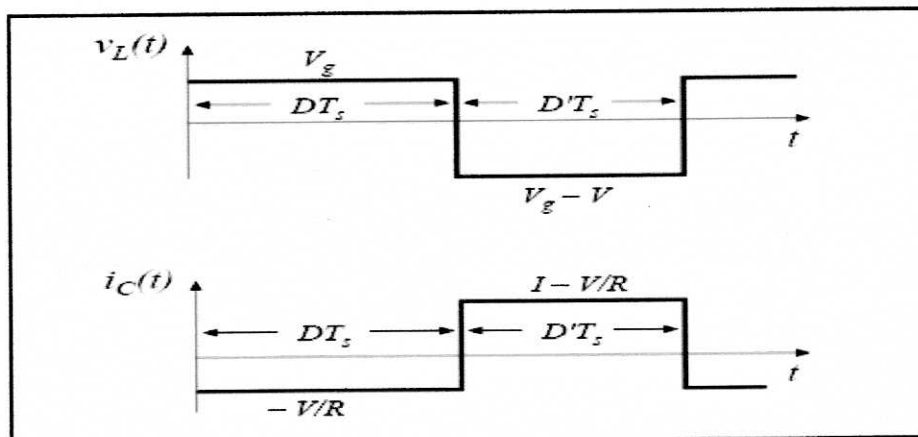 v_L(t)
V_g
DT_s
D'T_s
t
V_g − V
i_C(t)
I − V/R
DT_s
D'T_s
t
− V/R